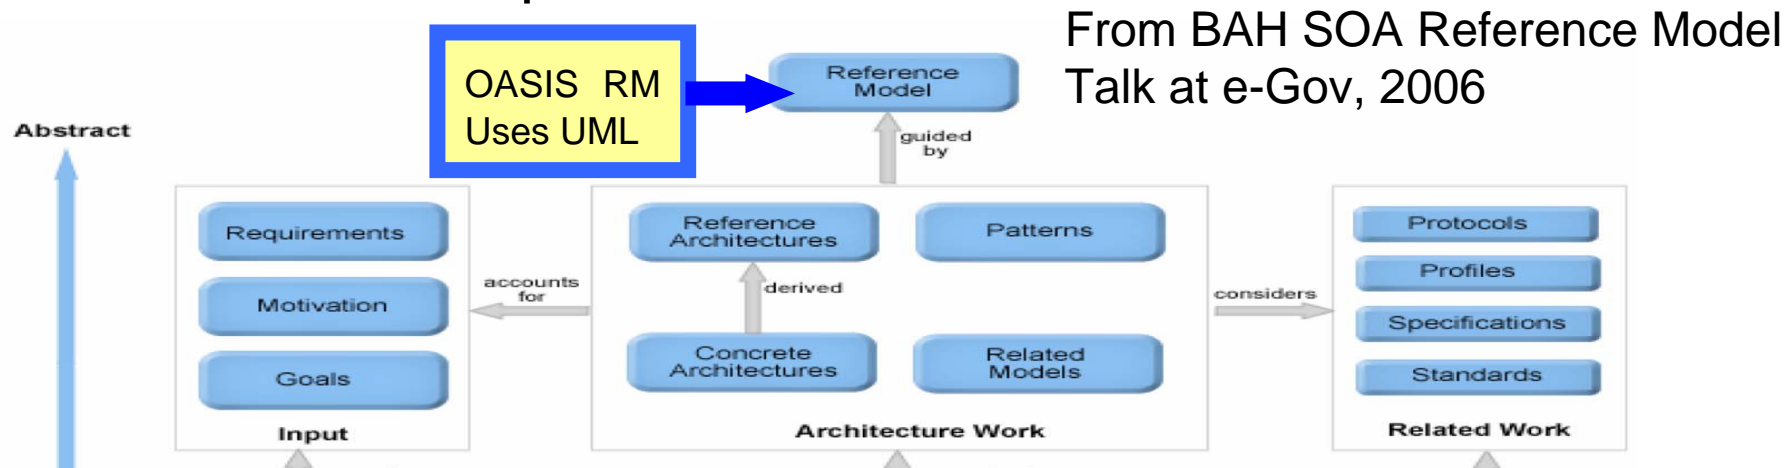 From BAH SOA Reference Model
Talk at e-Gov, 2006
OASIS RM
Uses UML
Reference
Model
Abstract
guided
by
Requirements
Motivation
Goals
Input
accounts
for
Reference
Architectures
Patterns
derived
Concrete
Architectures
Related
Models
Architecture Work
considers
Protocols
Profiles
Specifications
Standards
Related Work